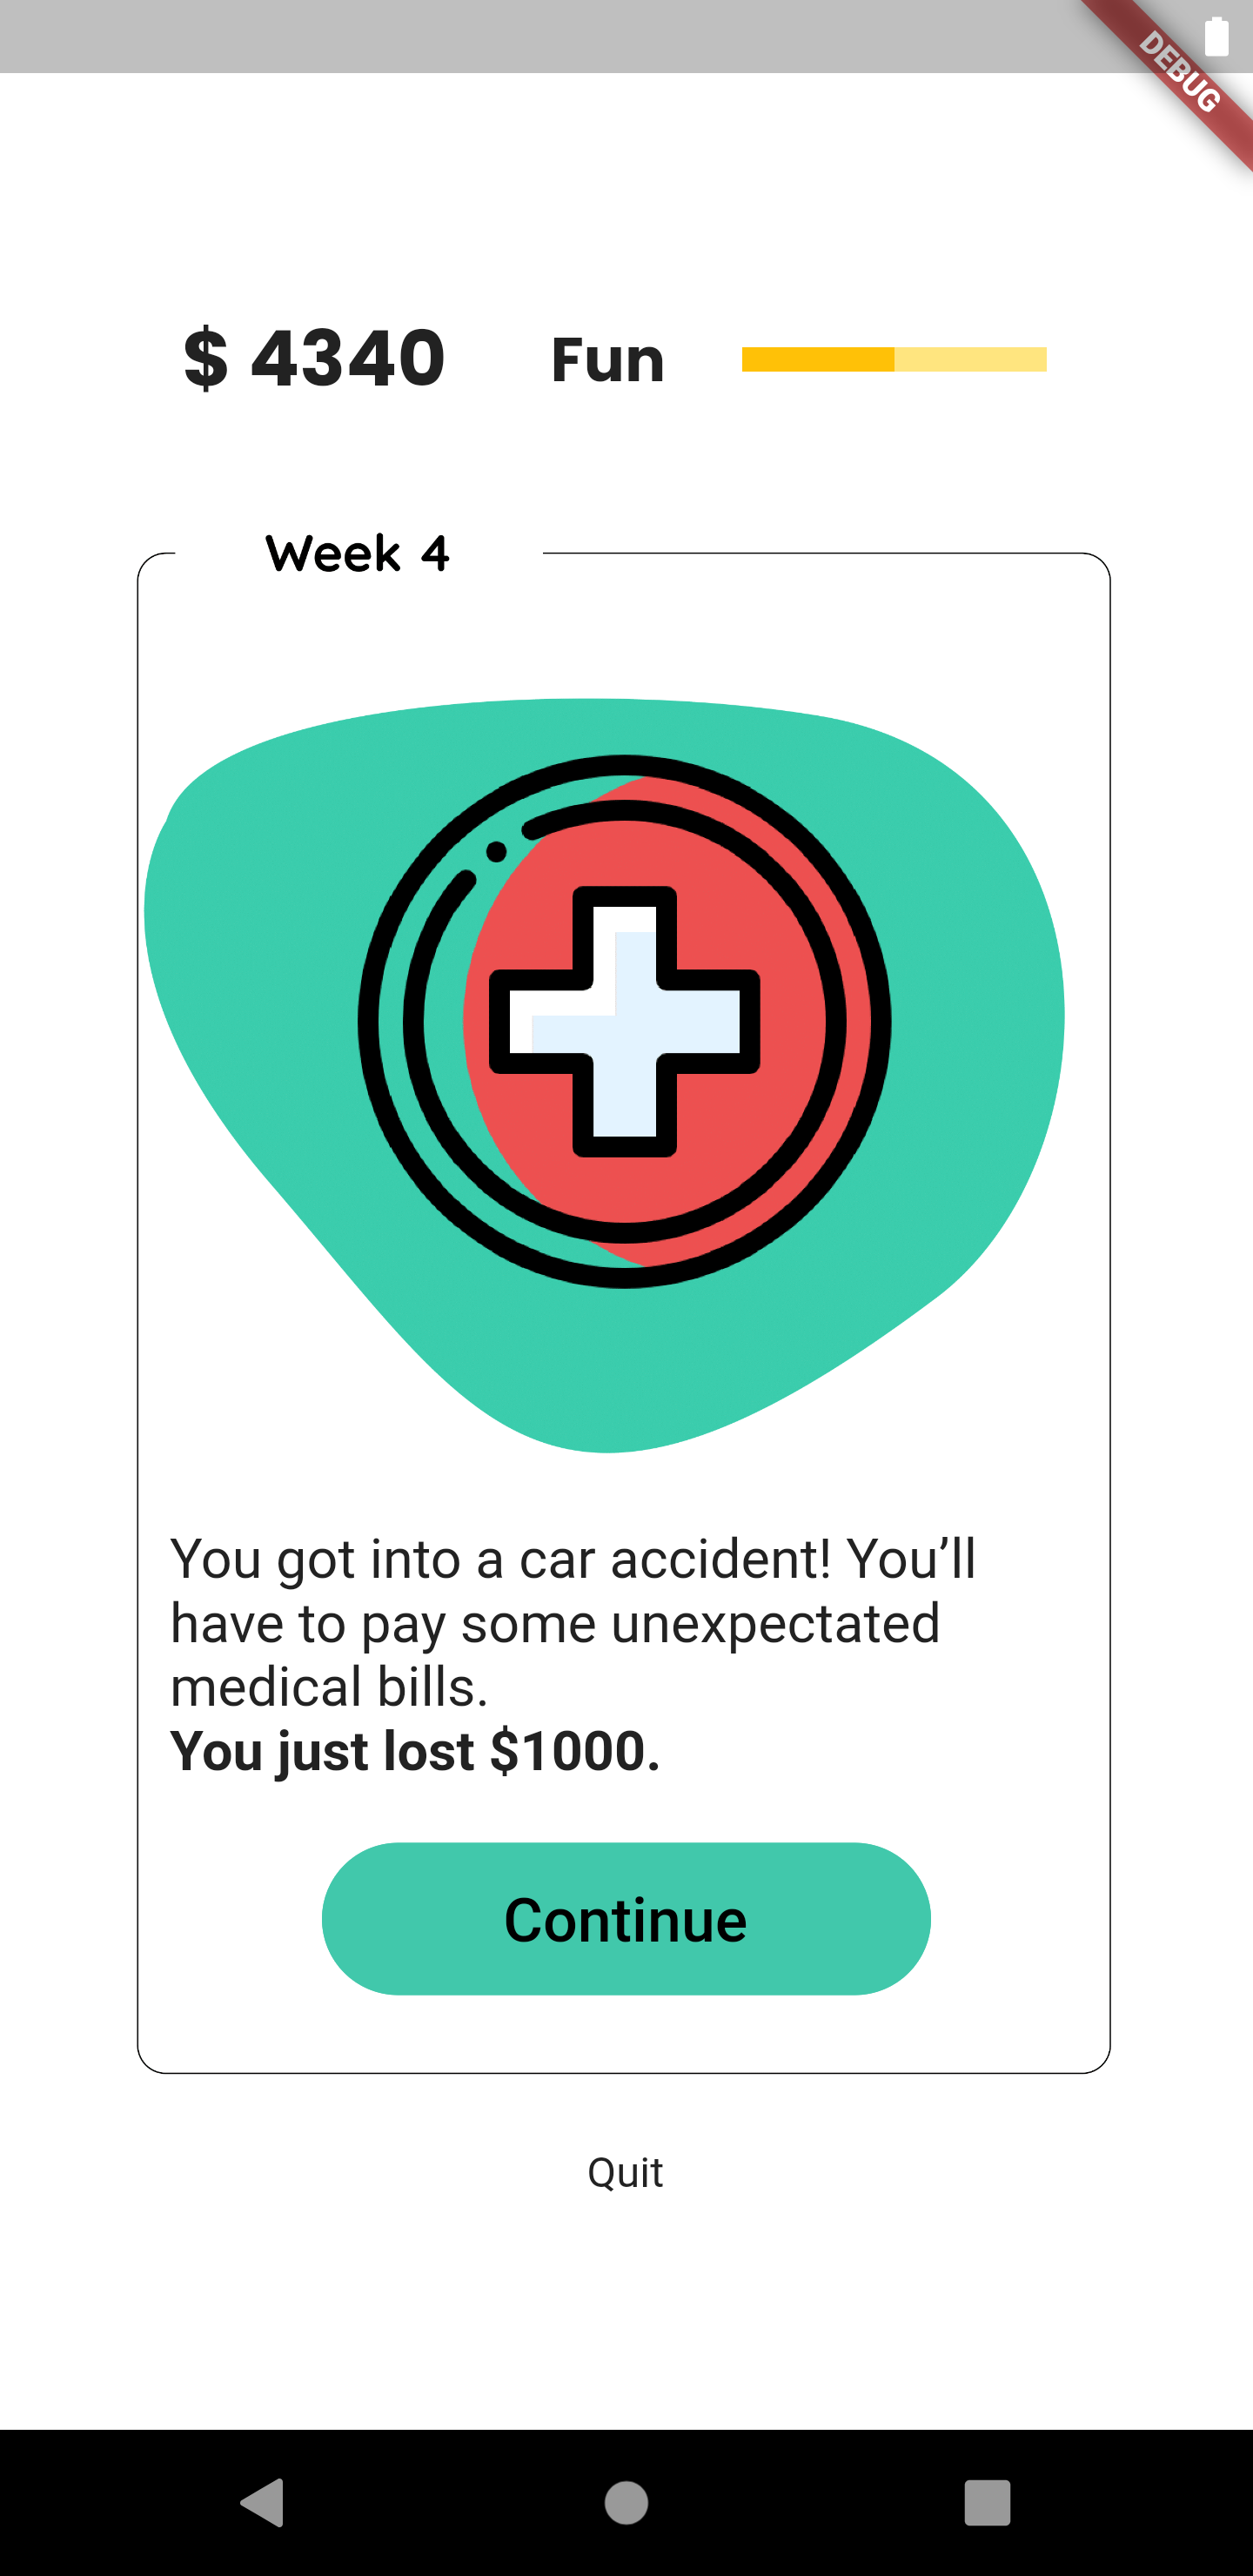 DEBUG
$ 4340 Fun
Week 4
You got into a car accident! You’ll
have to pay some unexpectated
medical bills.
You just lost $1000.
Continue
Quit